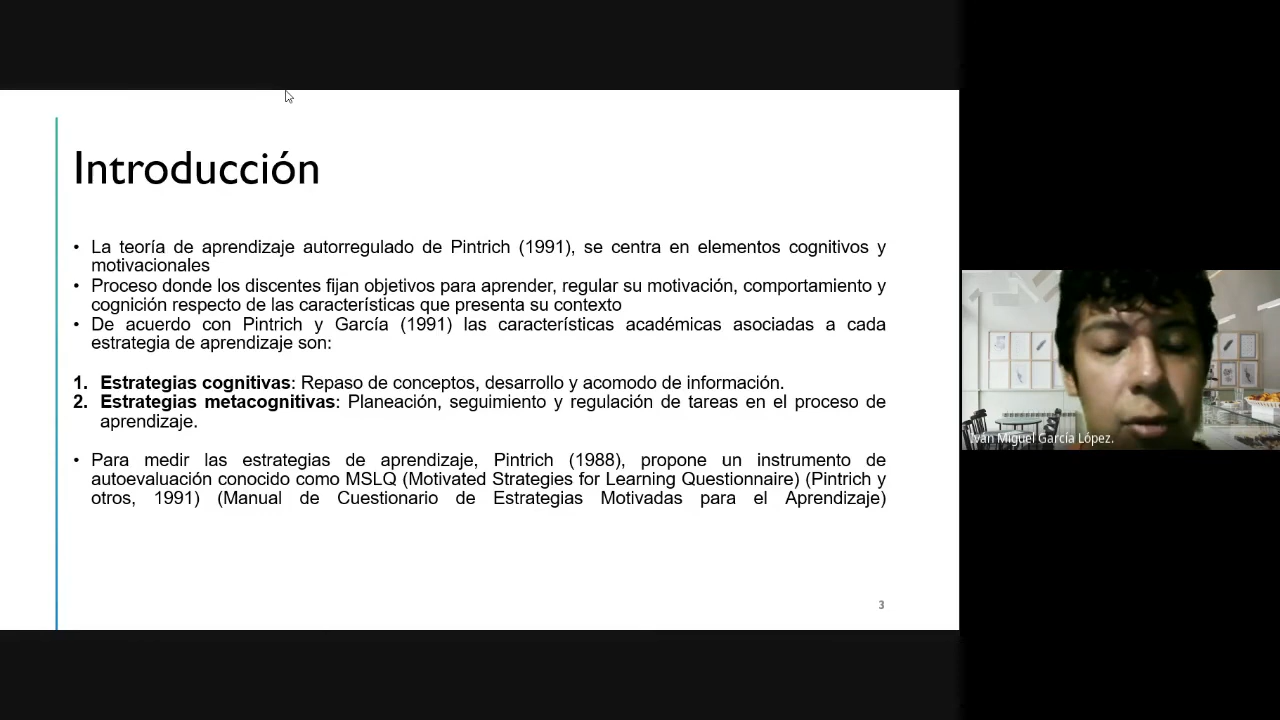 Introducción
• La teoría de aprendizaje autorregulado de Pintrich (1991), se centra en elementos cognitivos y
motivacionales
• Proceso donde los discentes fijan objetivos para aprender, regular su motivación, comportamiento y
cognición respecto de las características que presenta su contexto
• De acuerdo con Pintrich y García (1991) las características académicas asociadas a cada
estrategia de aprendizaje son:
1. Estrategias cognitivas: Repaso de conceptos, desarrollo y acomodo de información.
2. Estrategias metacognitivas: Planeación, seguimiento y regulación de tareas en el proceso de
aprendizaje.
• Para medir las estrategias de aprendizaje, Pintrich (1988), propone un instrumento de
autoevaluación conocido como MSLQ (Motivated Strategies for Learning Questionnaire) (Pintrich y
otros, 1991) (Manual de Cuestionario de Estrategias Motivadas para el Aprendizaje)
3
Iván Miguel García López.